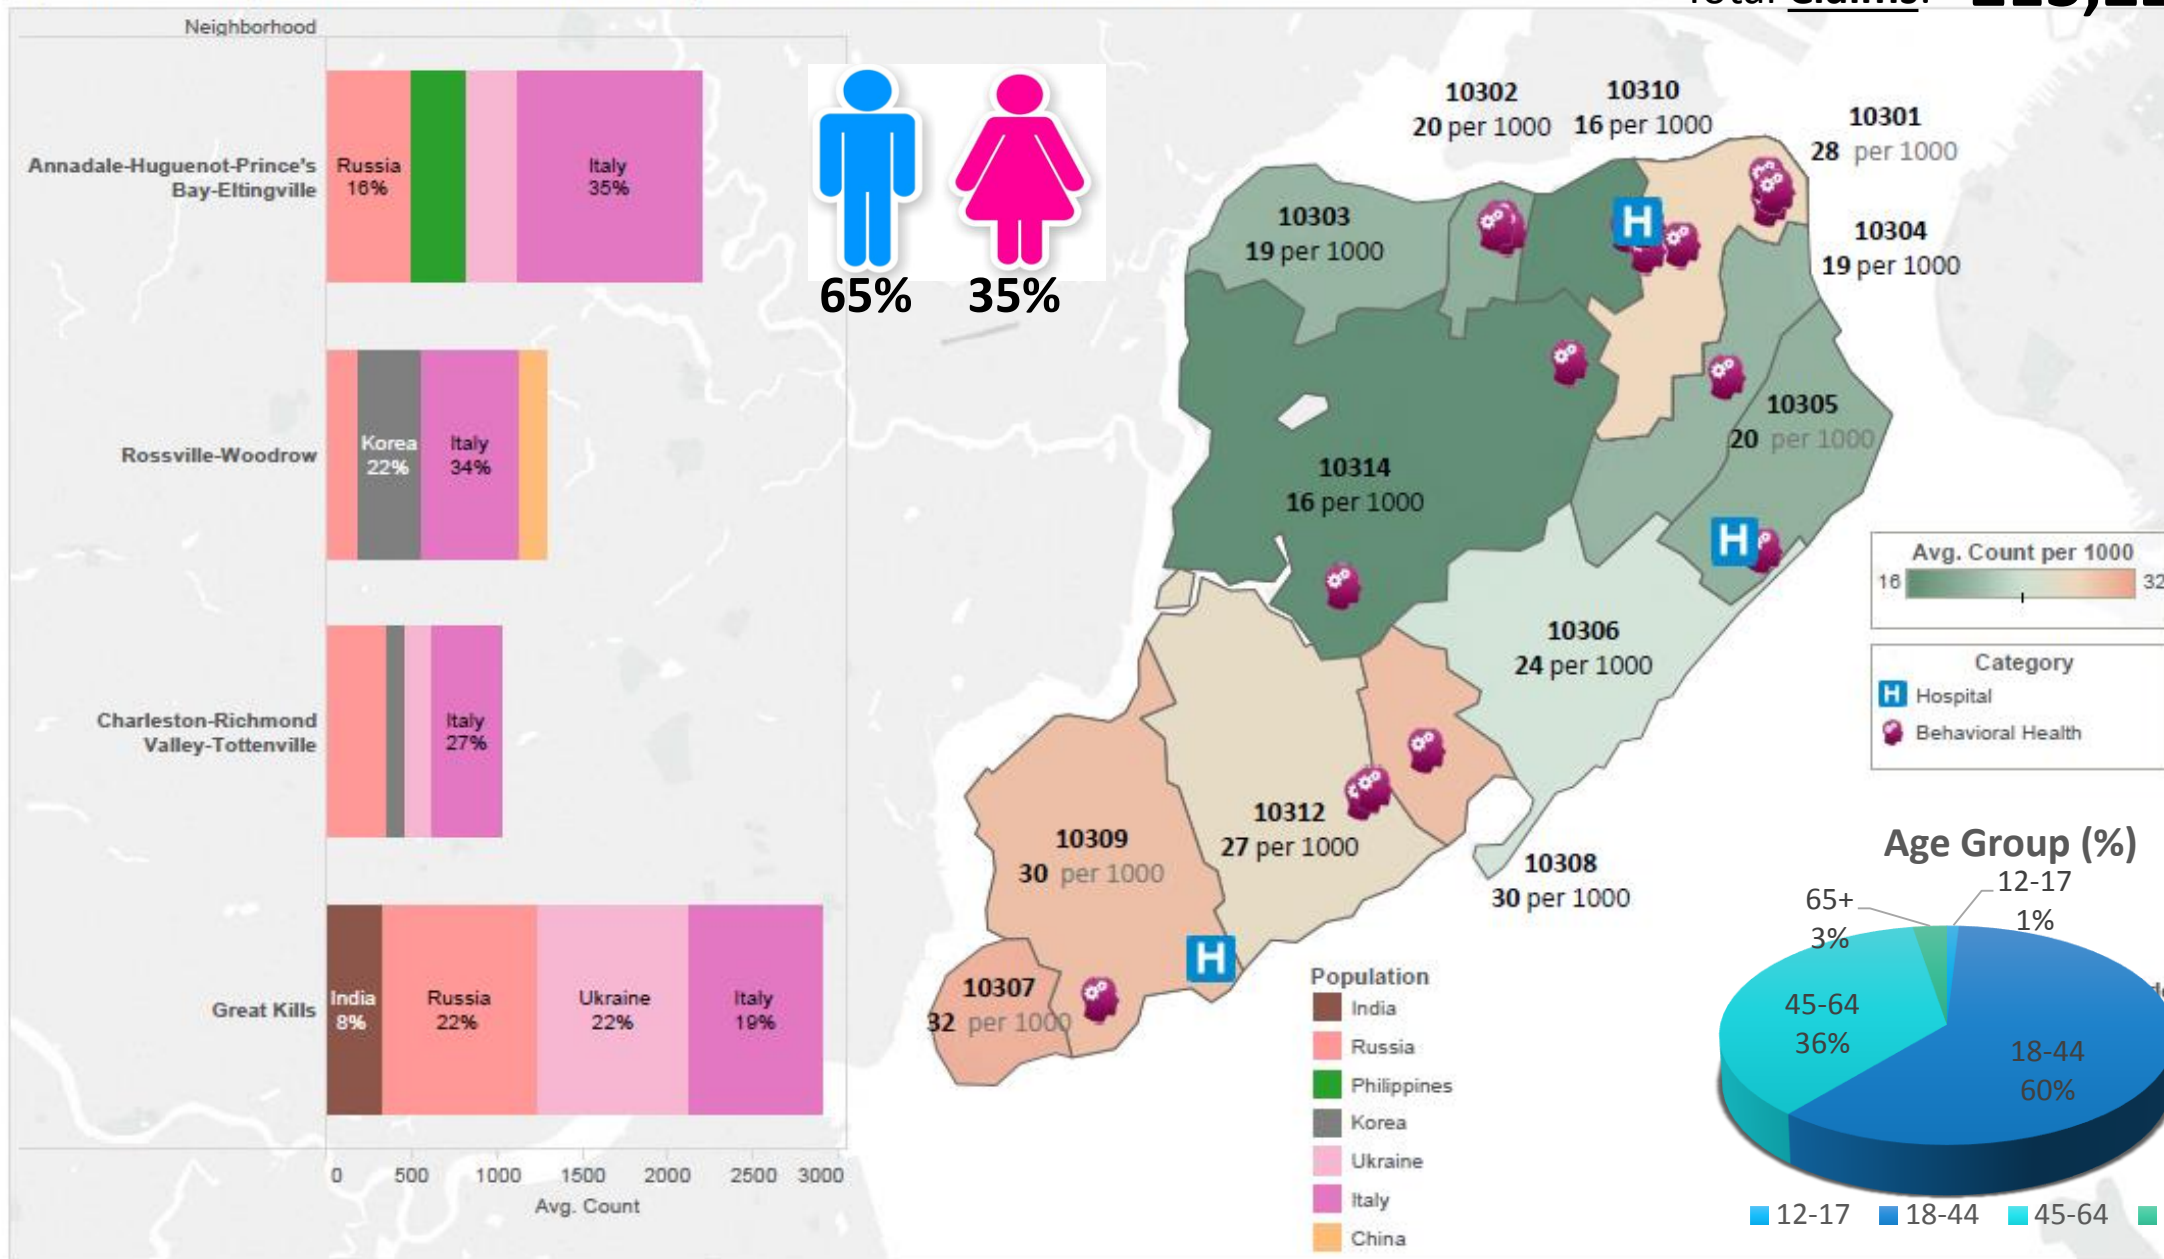 Neighborhood
Annadale-Huguenot-Prince's
Bay-Eltingville
Russia
16%
Italy
35%
Rossville-Woodrow
Korea
22%
Italy
34%
Charleston-Richmond
Valley-Tottenville
Italy
27%
Great Kills
India
8%
Russia
22%
Ukraine
22%
Italy
19%
0 500 1000 1500 2000 2500 3000
Avg. Count
65% 35%
Total Claims:
10302
20 per 1000
10310
16 per 1000
10301
28 per 1000
10303
19 per 1000
10304
19 per 1000
10305
20 per 1000
10314
16 per 1000
10306
24 per 1000
10312
27 per 1000
10309
30 per 1000
10308
30 per 1000
10307
32 per 1000
H
H
H
Avg. Count per 1000
16 32
Category
H Hospital
Behavioral Health
Population
India
Russia
Philippines
Korea
Ukraine
Italy
China
Age Group (%)
12-17
1%
65+
3%
45-64
36%
18-44
60%
12-17 18-44 45-64